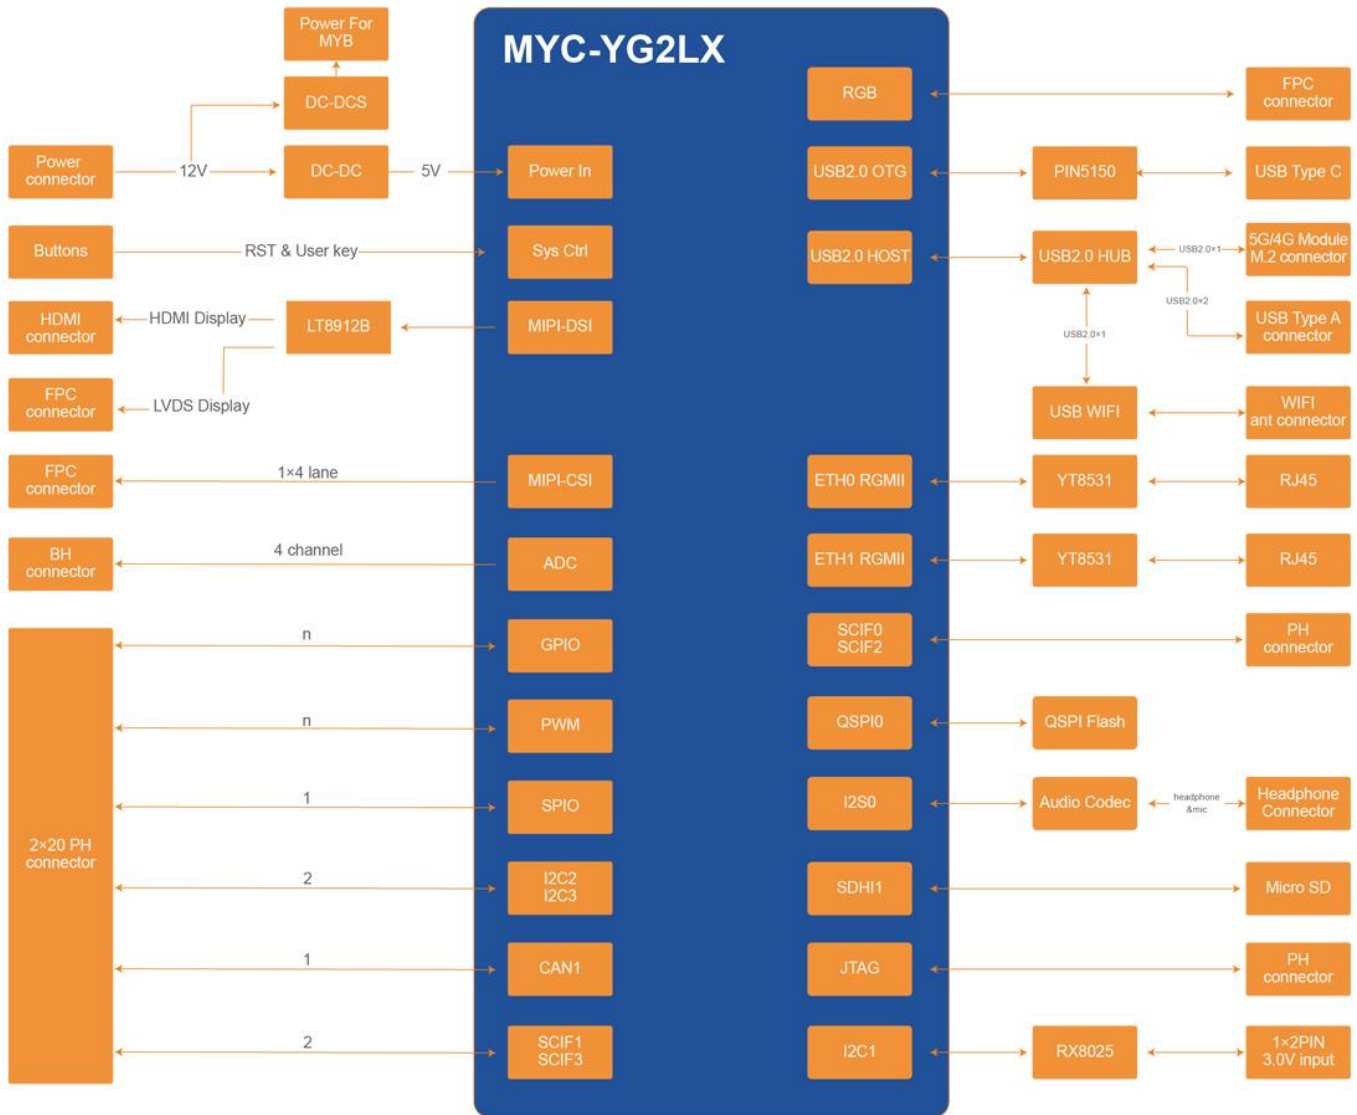 MYC-YG2LX
Power For
MYB
DC-DCS
Power
connector
12V
DC-DC
5V
Power In
Buttons
RST & User key
Sys Ctrl
HDMI
connector
HDMI Display
LT8912B
MIPI-DSI
FPC
connector
LVDS Display
FPC
connector
1×4 lane
MIPI-CSI
BH
connector
4 channel
ADC
2×20 PH
connector
n
GPIO
n
PWM
1
SPIO
2
I2C2
I2C3
1
CAN1
2
SCIF1
SCIF3
RGB
FPC
connector
USB2.0 OTG
PIN5150
USB Type C
USB2.0 HOST
USB2.0 HUB
USB2.0×1
5G/4G Module
M.2 connector
USB2.0×2
USB Type A
connector
USB2.0×1
USB WIFI
WIFI
ant connector
ETH0 RGMII
YT8531
RJ45
ETH1 RGMII
YT8531
RJ45
SCIF0
SCIF2
PH
connector
QSPI0
QSPI Flash
I2S0
Audio Codec
headphone
&mic
Headphone
Connector
SDHI1
Micro SD
JTAG
PH
connector
I2C1
RX8025
1×2PIN
3.0V input